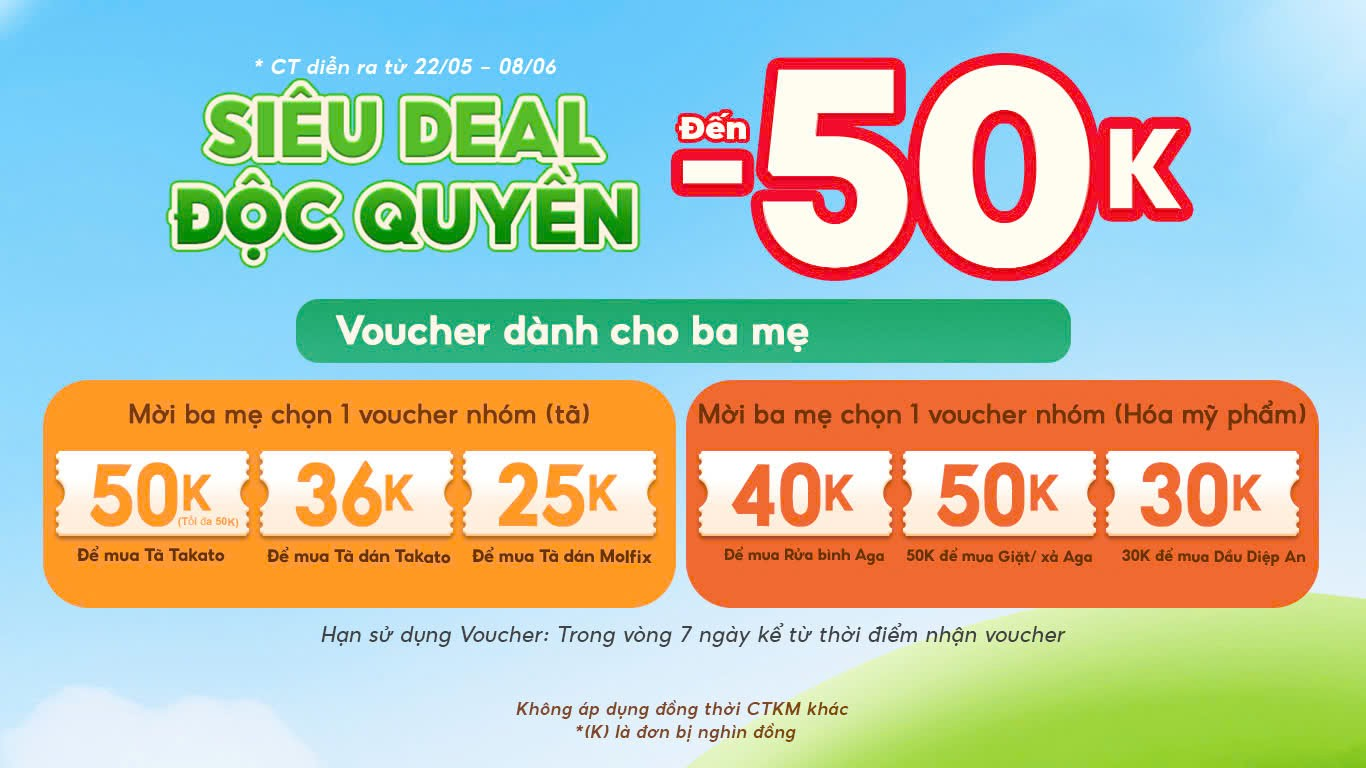 * CT diễn ra từ 22/05 – 08/06
SIÊU DEAL
ĐỘC QUYỀN
Đến
-50K
Voucher dành cho ba mẹ
Mời ba mẹ chọn 1 voucher nhóm (tã)
50K
(Tối đa 50K)
Để mua Tã Takato
36K
Để mua Tã dán Takato
25K
Để mua Tã dán Molfix
Mời ba mẹ chọn 1 voucher nhóm (Hóa mỹ phẩm)
40K
Để mua Rửa bình Aga
50K
50K để mua Giặt/ xả Aga
30K
30K để mua Dầu Diệp An
Hạn sử dụng Voucher: Trong vòng 7 ngày kể từ thời điểm nhận voucher
Không áp dụng đồng thời CTKM khác
*(K) là đơn bị nghìn đồng